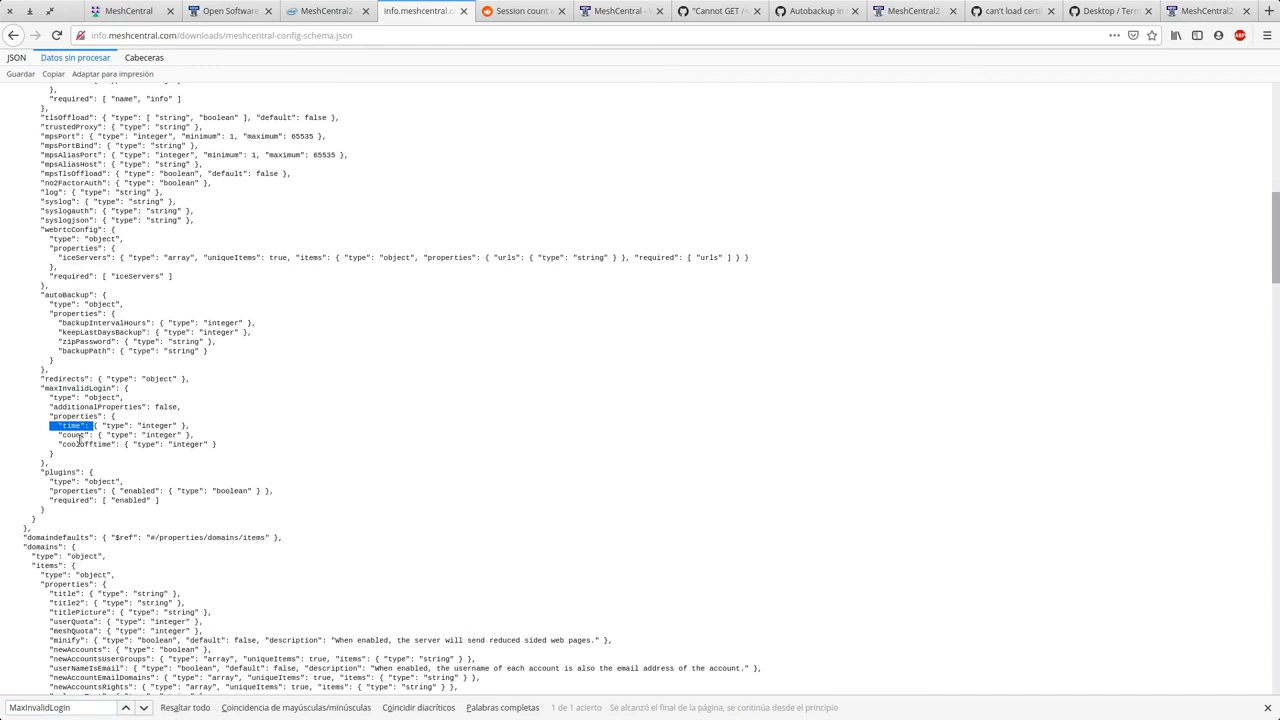 MeshCentral
Open Software
MeshCentral2
info.meshcentral.c
Session count e
MeshCentral - 
"Cannot GET /
Autobackup in
MeshCentral2
can't load certi
Desktop / Term
MeshCentral2
info.meshcentral.com/downloads/meshcentral-config-schema.json
ABP
JSON Datos sin procesar Cabeceras
Guardar Copiar Adaptar para impresión
},
"required": [ "name", "info" ]
},
"tlsOffload": { "type": [ "string", "boolean" ], "default": false },
"trustedProxy": { "type": "string" },
"mpsPort": { "type": "integer", "minimum": 1, "maximum": 65535 },
"mpsPortBind": { "type": "string" },
"mpsAliasPort": { "type": "integer", "minimum": 1, "maximum": 65535 },
"mpsAliasHost": { "type": "string" },
"mpsTlsOffload": { "type": "boolean", "default": false },
"no2FactorAuth": { "type": "boolean" },
"log": { "type": "string" },
"syslog": { "type": "string" },
"syslogauth": { "type": "string" },
"syslogjson": { "type": "string" },
"webrtcConfig": {
"type": "object",
"properties": {
"iceServers": { "type": "array", "uniqueItems": true, "items": { "type": "object", "properties": { "urls": { "type": "string" } }, "required": [ "urls" ] } }
},
"required": [ "iceServers" ]
},
"autoBackup": {
"type": "object",
"properties": {
"backupIntervalHours": { "type": "integer" },
"keepLastDaysBackup": { "type": "integer" },
"zipPassword": { "type": "string" },
"backupPath": { "type": "string" }
}
},
"redirects": { "type": "object" },
"maxInvalidLogin": {
"type": "object",
"additionalProperties": false,
"properties": {
"time": { "type": "integer" },
"count": { "type": "integer" },
"coolofftime": { "type": "integer" }
}
},
"plugins": {
"type": "object",
"properties": { "enabled": { "type": "boolean" } },
"required": [ "enabled" ]
}
}
},
"domaindefaults": { "$ref": "#/properties/domains/items" },
"domains": {
"type": "object",
"items": {
"type": "object",
"properties": {
"title": { "type": "string" },
"title2": { "type": "string" },
"titlePicture": { "type": "string" },
"userQuota": { "type": "integer" },
"meshQuota": { "type": "integer" },
"minify": { "type": "boolean", "default": false, "description": "When enabled, the server will send reduced sided web pages." },
"newAccounts": { "type": "boolean" },
"newAccountsUserGroups": { "type": "array", "uniqueItems": true, "items": { "type": "string" } },
"userNameIsEmail": { "type": "boolean", "default": false, "description": "When enabled, the username of each account is also the email address of the account." },
"newAccountEmailDomains": { "type": "array", "uniqueItems": true, "items": { "type": "string" } },
"newAccountsRights": { "type": "array", "uniqueItems": true, "items": { "type": "string" } },
MaxInvalidLogin Resaltar todo Coincidencia de mayúsculas/minúsculas Coincidir diacríticos Palabras completas 1 de 1 acierto Se alcanzó el final de la página, se continúa desde el principio